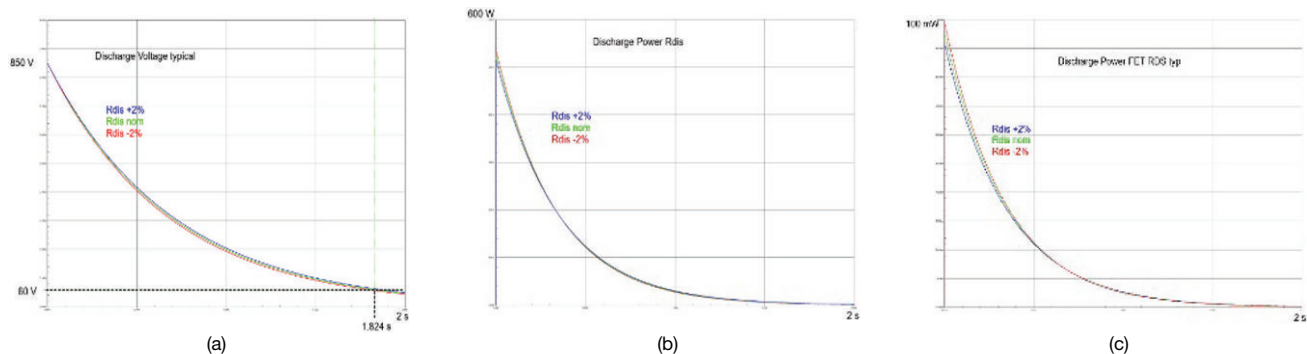 850 V
Discharge Voltage typical
Rdis +2%
Rdis nom
Rdis -2%
60 V
2 s
1.824 s
(a)
600 W
Discharge Power Rdis
Rdis +2%
Rdis nom
Rdis -2%
2 s
(b)
100 mW
Discharge Power FET RDS typ
Rdis +2%
Rdis nom
Rdis -2%
2 s
(c)